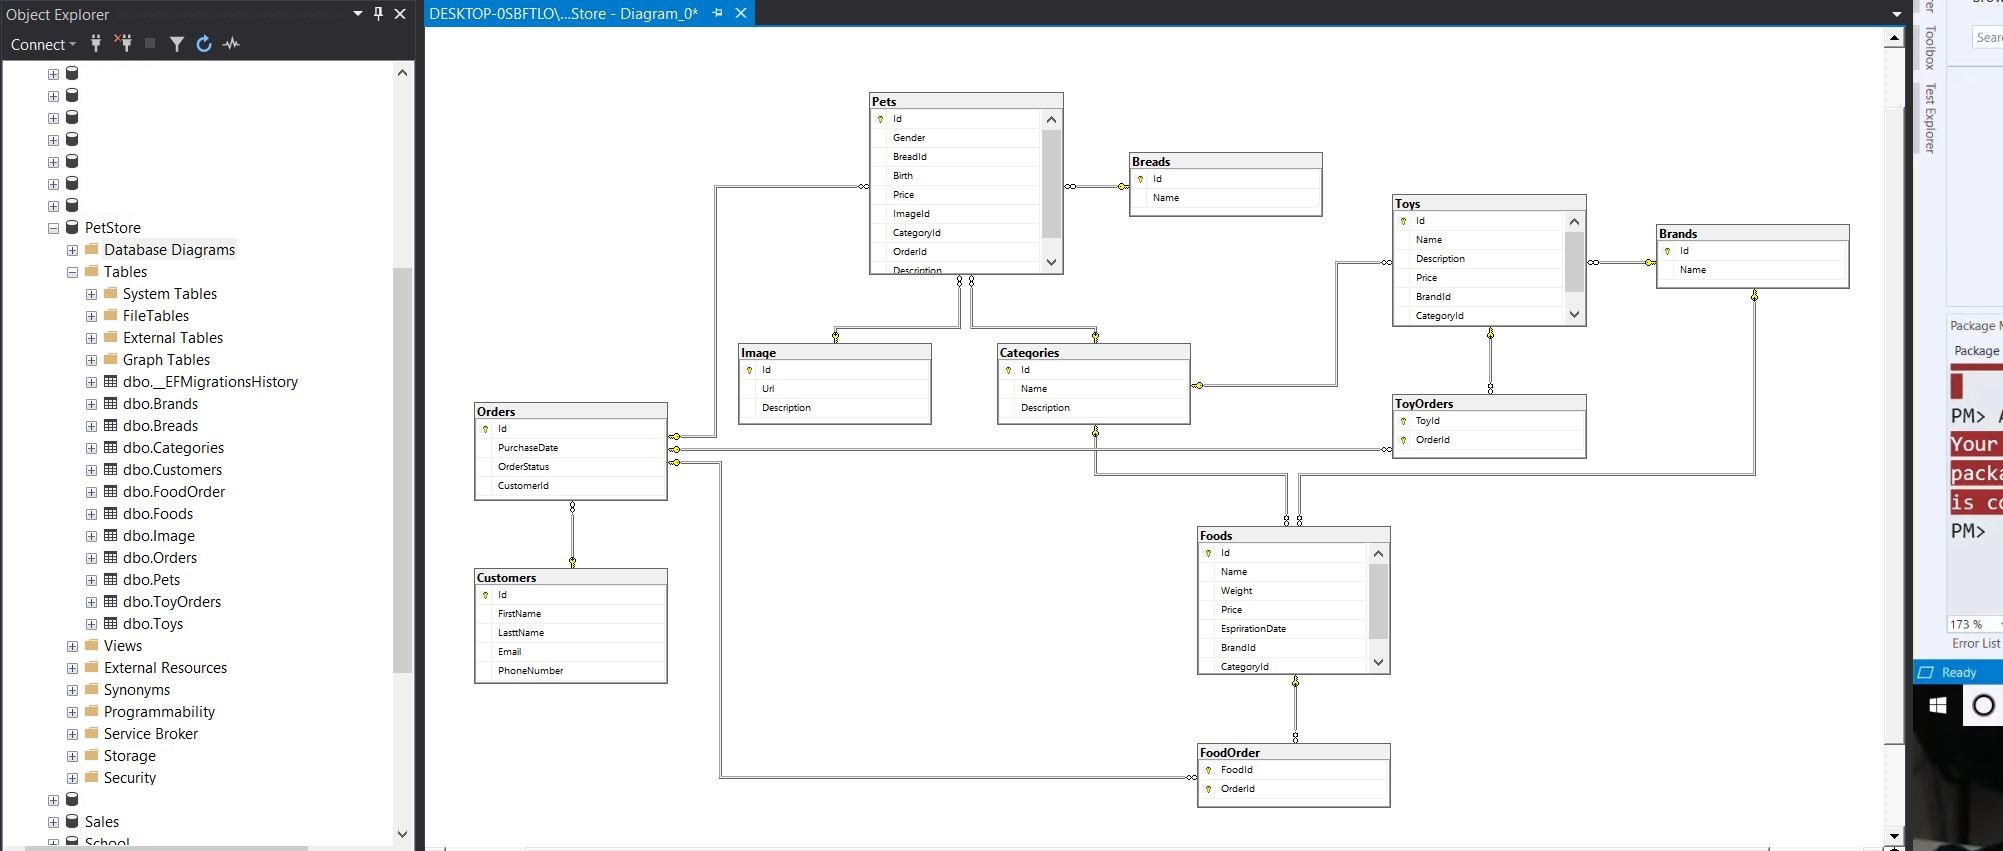 Object Explorer
Connect
PetStore
Database Diagrams
Tables
System Tables
FileTables
External Tables
Graph Tables
dbo.__EFMigrationsHistory
dbo.Brands
dbo.Breads
dbo.Categories
dbo.Customers
dbo.FoodOrder
dbo.Foods
dbo.Image
dbo.Orders
dbo.Pets
dbo.ToyOrders
dbo.Toys
Views
External Resources
Synonyms
Programmability
Service Broker
Storage
Security
Sales
School
DESKTOP-0SBFTLO\...Store - Diagram_0*
Pets
Id
Gender
BreadId
Birth
Price
ImageId
CategoryId
OrderId
Description
Breads
Id
Name
Toys
Id
Name
Description
Price
BrandId
CategoryId
Brands
Id
Name
Image
Id
Url
Description
Categories
Id
Name
Description
Orders
Id
PurchaseDate
OrderStatus
CustomerId
ToyOrders
ToyId
OrderId
Customers
Id
FirstName
LasttName
Email
PhoneNumber
Foods
Id
Name
Weight
Price
EspirationDate
BrandId
CategoryId
FoodOrder
FoodId
OrderId
Toolbox
Test Explorer
Package
Package
PM>
Your
PM>
173 %
Error List
Ready